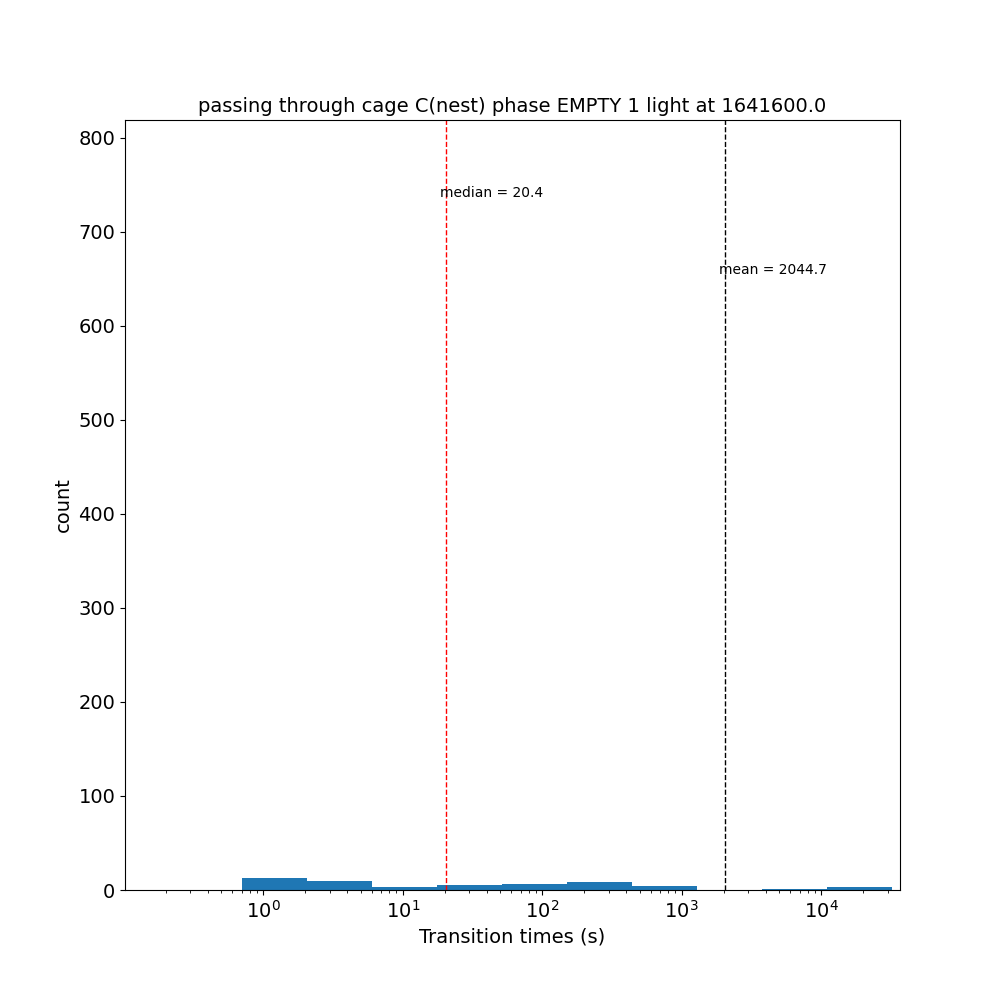 passing through cage C(nest) phase EMPTY 1 light at 1641600.0
800
median = 20.4
700
mean = 2044.7
600
500
count
400
300
200
100
0
10^0 10^1 10^2 10^3 10^4
Transition times (s)